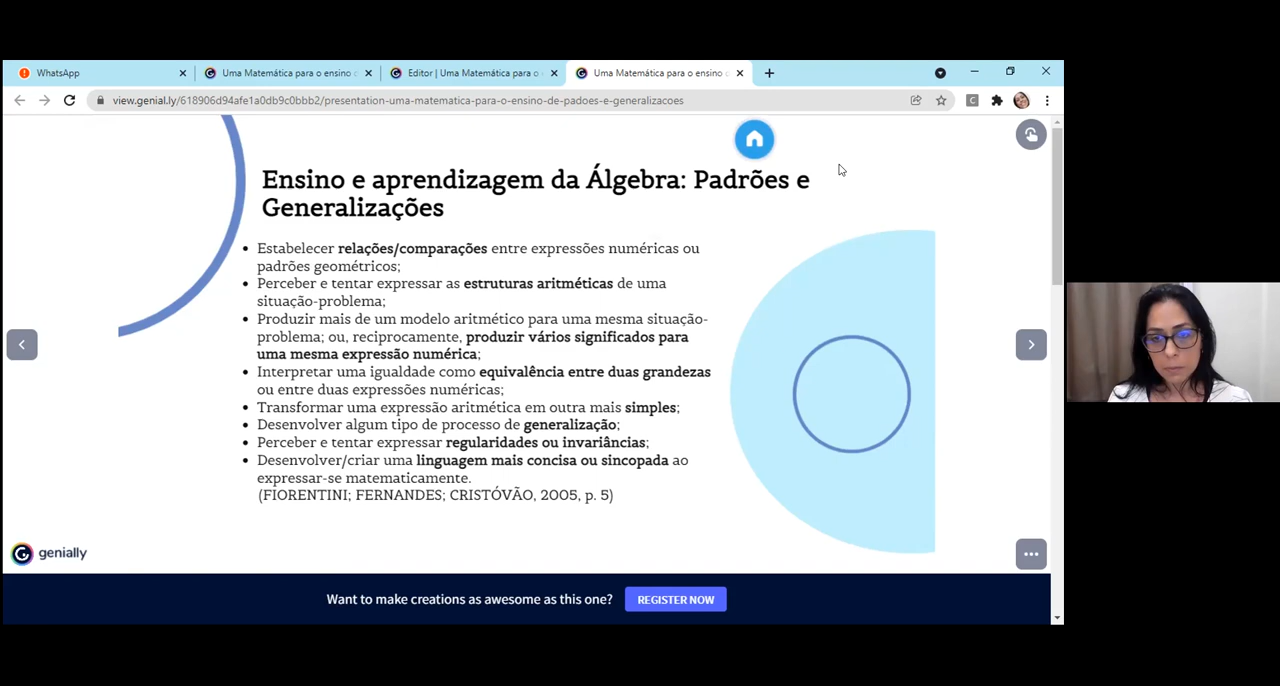 WhatsApp
Uma Matemática para o ensino
Editor | Uma Matemática para o
Uma Matemática para o ensino
view.genial.ly/618906d94afe1a0db9c0bbb2/presentation-uma-matematica-para-o-ensino-de-padoes-e-generalizacoes
Ensino e aprendizagem da Álgebra: Padrões e
Generalizações
• Estabelecer relações/comparações entre expressões numéricas ou
padrões geométricos;
• Perceber e tentar expressar as estruturas aritméticas de uma
situação-problema;
• Produzir mais de um modelo aritmético para uma mesma situação-
problema; ou, reciprocamente, produzir vários significados para
uma mesma expressão numérica;
• Interpretar uma igualdade como equivalência entre duas grandezas
ou entre duas expressões numéricas;
• Transformar uma expressão aritmética em outra mais simples;
• Desenvolver algum tipo de processo de generalização;
• Perceber e tentar expressar regularidades ou invariâncias;
• Desenvolver/criar uma linguagem mais concisa ou sincopada ao
expressar-se matematicamente.
(FIORENTINI; FERNANDES; CRISTÓVÃO, 2005, p. 5)
genially
Want to make creations as awesome as this one?
REGISTER NOW